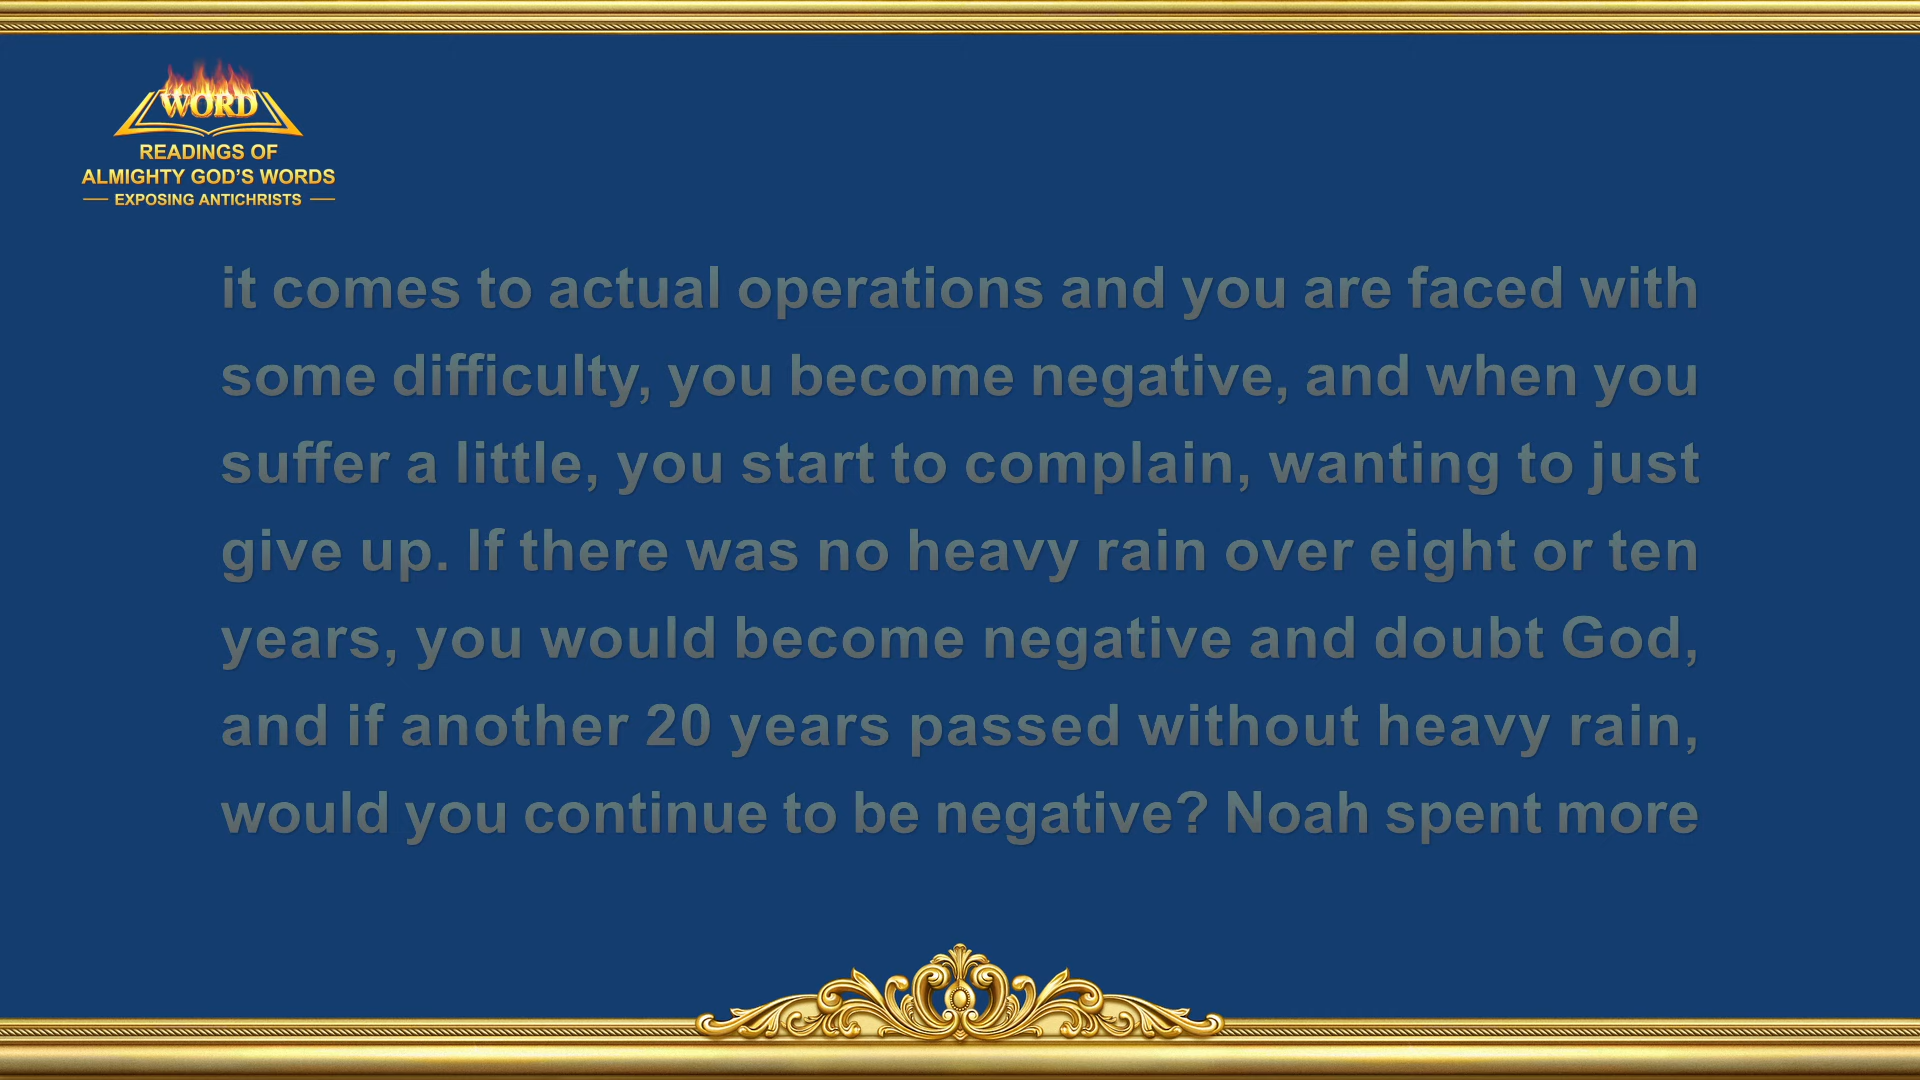 WORD
READINGS OF
ALMIGHTY GOD'S WORDS
EXPOSING ANTICHRISTS
it comes to actual operations and you are faced with
some difficulty, you become negative, and when you
suffer a little, you start to complain, wanting to just
give up. If there was no heavy rain over eight or ten
years, you would become negative and doubt God,
and if another 20 years passed without heavy rain,
would you continue to be negative? Noah spent more